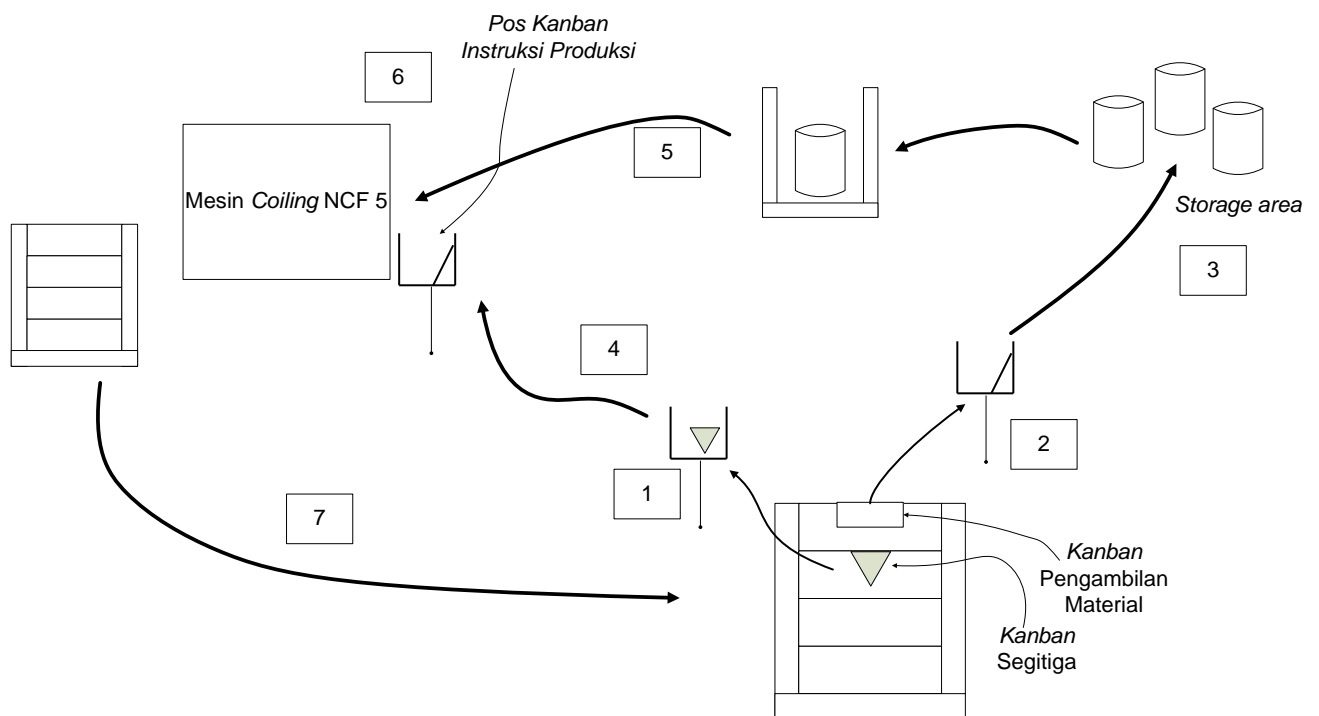 Pos Kanban
Instruksi Produksi
6
5
Mesin Coiling NCF 5
Storage area
3
4
2
1
7
Kanban
Pengambilan
Material
Kanban
Segitiga